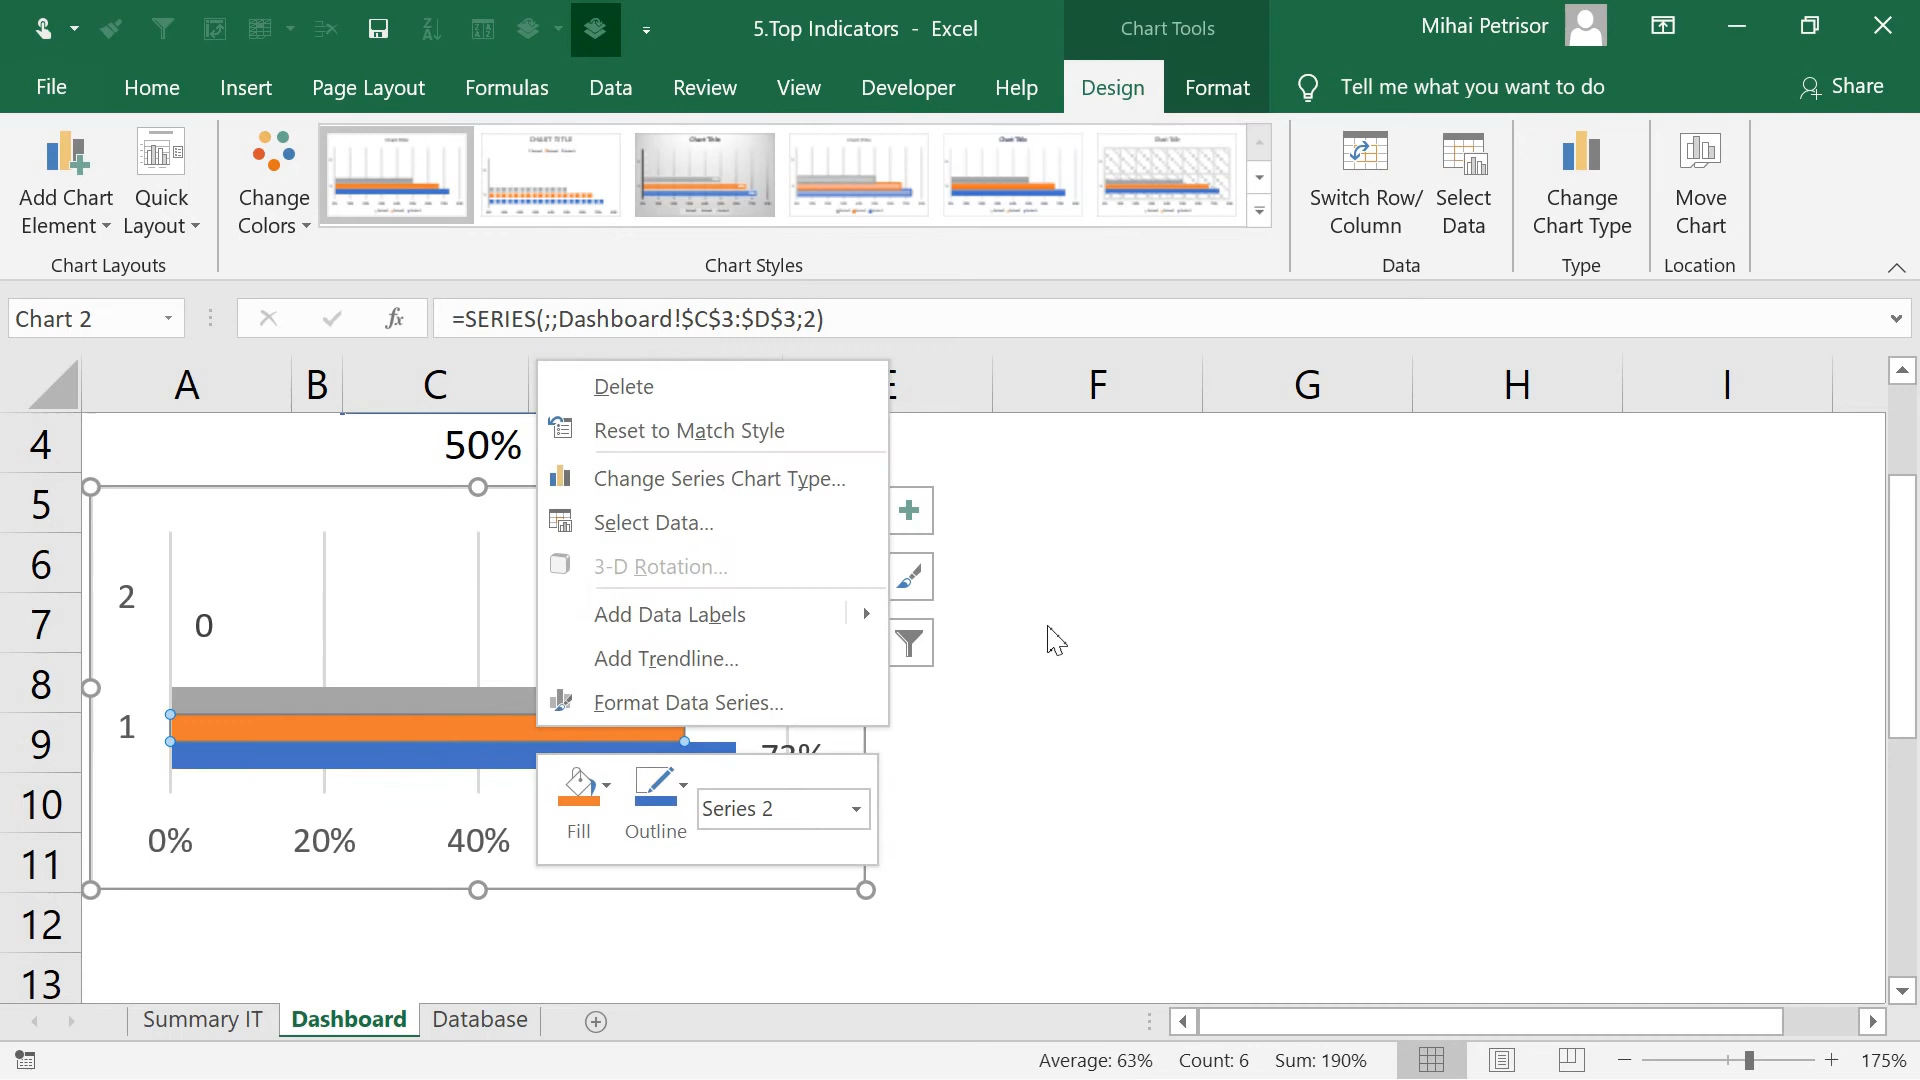 5.Top Indicators - Excel
Chart Tools
Mihai Petrisor
File
Home
Insert
Page Layout
Formulas
Data
Review
View
Developer
Help
Design
Format
Tell me what you want to do
Share
Add Chart
Element
Quick
Layout
Chart Layouts
Change
Colors
Chart Styles
Switch Row/
Column
Select
Data
Data
Change
Chart Type
Type
Move
Chart
Location
Chart 2
fx
=SERIES(;;Dashboard!$C$3:$D$3;2)
A B C E F G H I
4
50%
5
6
7
8
9
10
11
12
13
2
0
1
0% 20% 40%
Delete
Reset to Match Style
Change Series Chart Type...
Select Data...
3-D Rotation...
Add Data Labels
Add Trendline...
Format Data Series...
Fill
Outline
Series 2
Summary IT
Dashboard
Database
Average: 63% Count: 6 Sum: 190%
175%